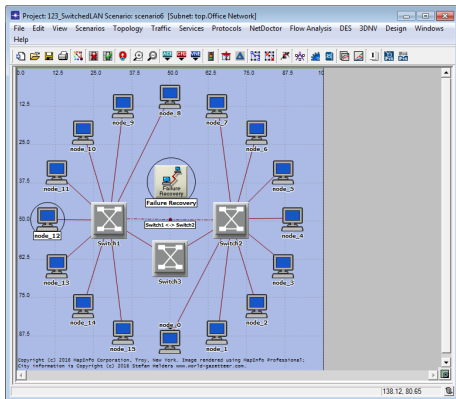 Project: 123_SwitchedLAN Scenario: scenario6 [Subnet: top.Office Network]
File Edit View Scenarios Topology Traffic Services Protocols NetDoctor Flow Analysis DES 3DNV Design Windows
Help
0.0 12.5 25.0 37.5 50.0 62.5 75.0 87.5 10
12.5
25.0
37.5
50.0
62.5
75.0
87.5
node_8
node_9
node_7
node_10
node_6
node_11
node_5
Failure
Recovery
Failure Recovery
node_12
Switch1
Switch1 <-> Switch2
Switch2
node_4
Switch3
node_13
node_3
node_14
node_2
node_15
node_0
node_1
Copyright (c) 2016 MapInfo Corporation, Troy, New York. Image rendered using MapInfo Professional;
City information is Copyright (c) 2016 Stefan Helders www.world-gazetteer.com.
138.12, 80.65